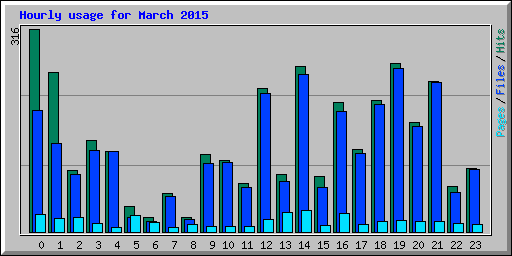 Hourly usage for March 2015
316
Pages/Files/Hits
0 1 2 3 4 5 6 7 8 9 10 11 12 13 14 15 16 17 18 19 20 21 22 23